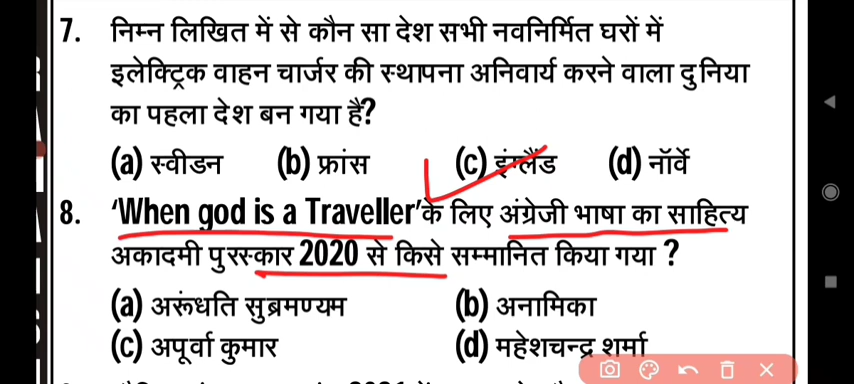 7. निम्न लिखित में से कौन सा देश सभी नवनिर्मित घरों में
इलेक्ट्रिक वाहन चार्जर की स्थापना अनिवार्य करने वाला दुनिया
का पहला देश बन गया है?
(a) स्वीडन (b) फ्रांस (c) इंग्लैंड (d) नॉर्वे
8. ‘When god is a Traveller’के लिए अंग्रेजी भाषा का साहित्य
अकादमी पुरस्कार 2020 से किसे सम्मानित किया गया ?
(a) अरूंधति सुब्रमण्यम (b) अनामिका
(c) अपूर्वा कुमार (d) महेशचन्द्र शर्मा